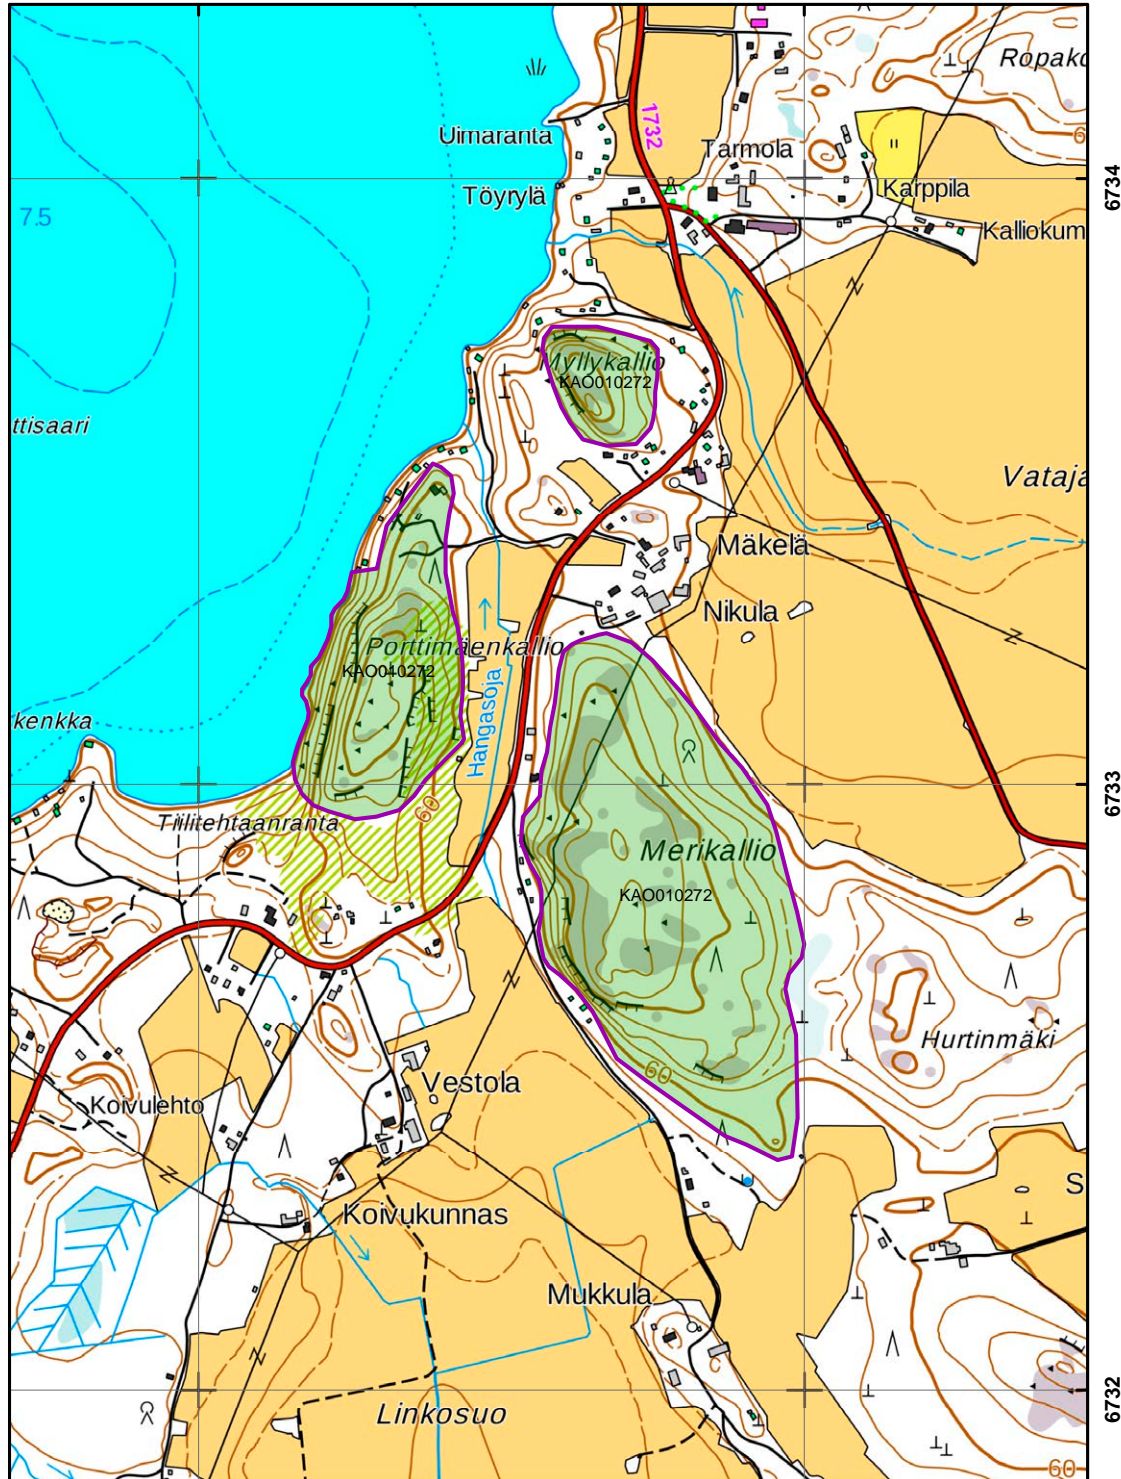 Ropako
Uimaranta
1732
Tarmola
6
6734
Töyrylä
Karppila
7.5
Kalliokum
Myllykallio
KAO010272
ttisaari
Vataja
Mäkelä
Nikula
Porttimäenkallio
KAO010272
Hangasoja
kenkka
6733
60
Tiilitehtaanranta
Merikallio
KAO010272
Hurtinmäki
60
Vestola
Koivulehto
S
Koivukunnas
Mukkula
6732
Linkosuo
60